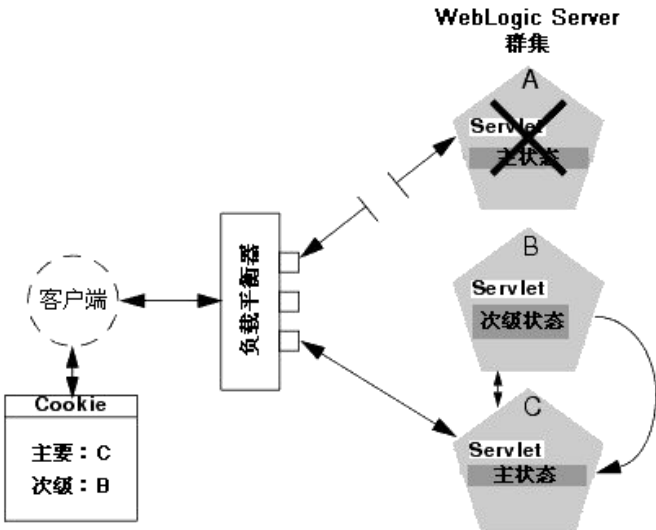 WebLogic Server
群集
A
Servlet
主状态
B
Servlet
次级状态
C
Servlet
主状态
负载平衡器
客户端
Cookie
主要：C
次级：B